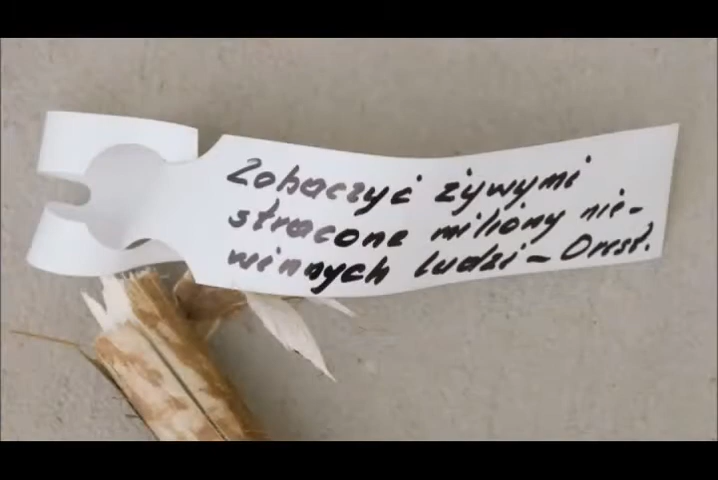 Zobaczyć żywymi
stracone miliony nie-
winnych ludzi – Orest.